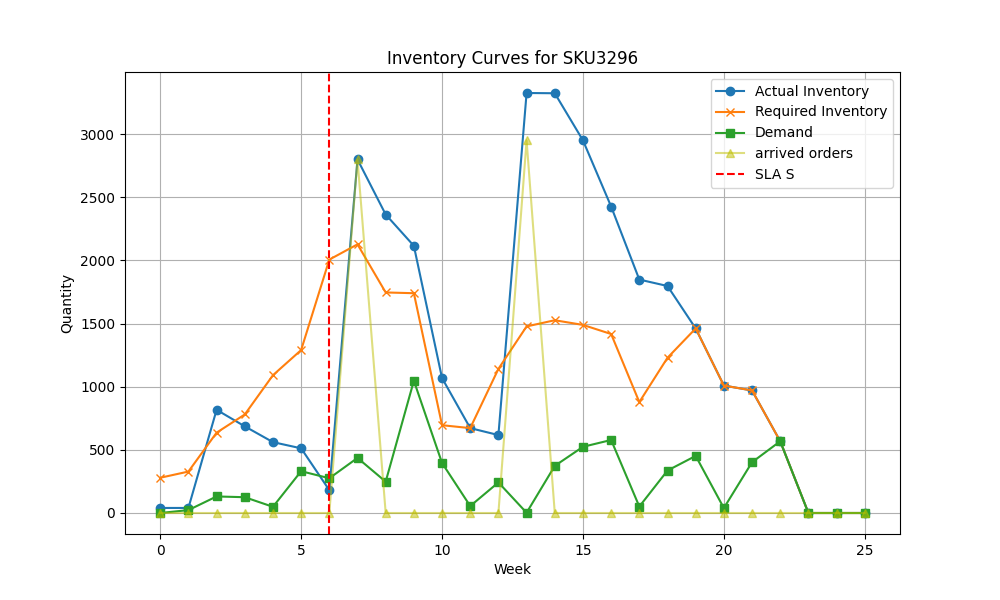 Inventory Curves for SKU3296
Actual Inventory
Required Inventory
Demand
arrived orders
SLA S
3000
2500
2000
1500
1000
500
0
Quantity
0 5 10 15 20 25
Week